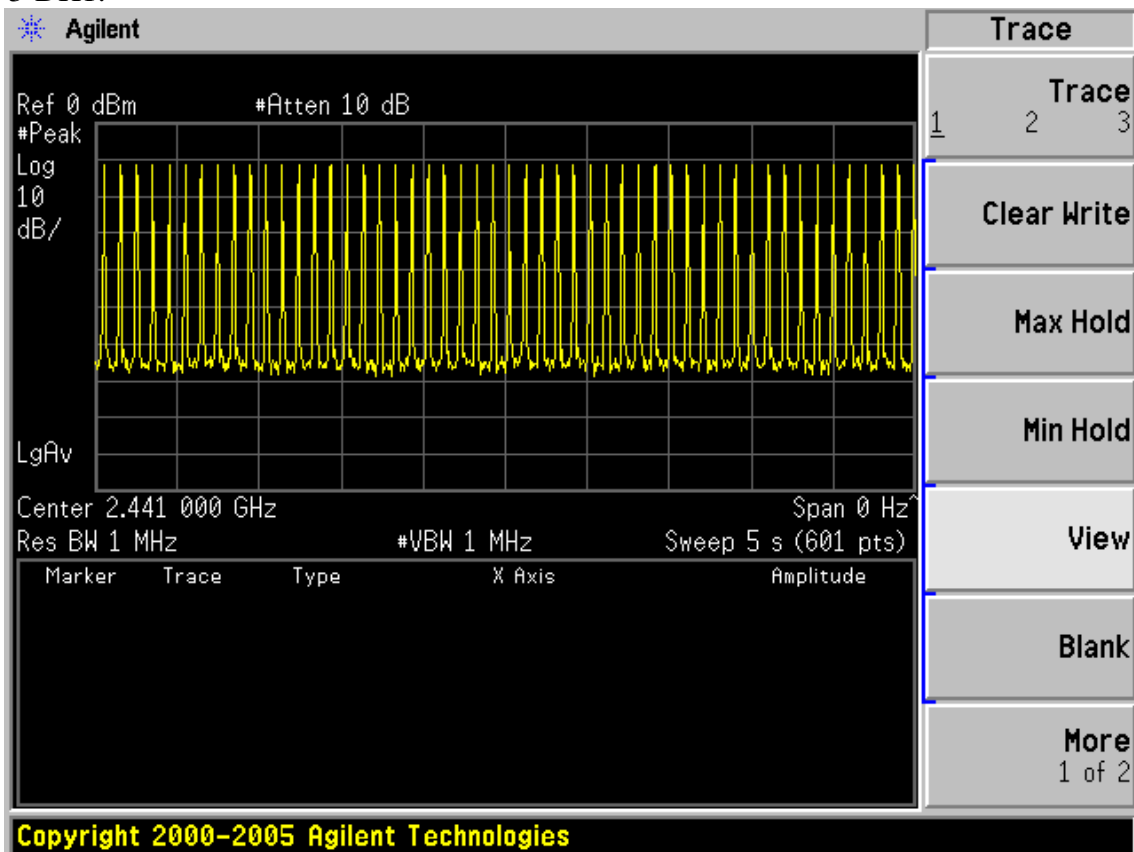 Agilent
Trace
Ref 0 dBm #Atten 10 dB
#Peak
Log
10
dB/
LgAv
Center 2.441 000 GHz Span 0 Hz^
Res BW 1 MHz #VBW 1 MHz Sweep 5 s (601 pts)
Marker Trace Type X Axis Amplitude
Trace
1 2 3
Clear Write
Max Hold
Min Hold
View
Blank
More
1 of 2
Copyright 2000-2005 Agilent Technologies